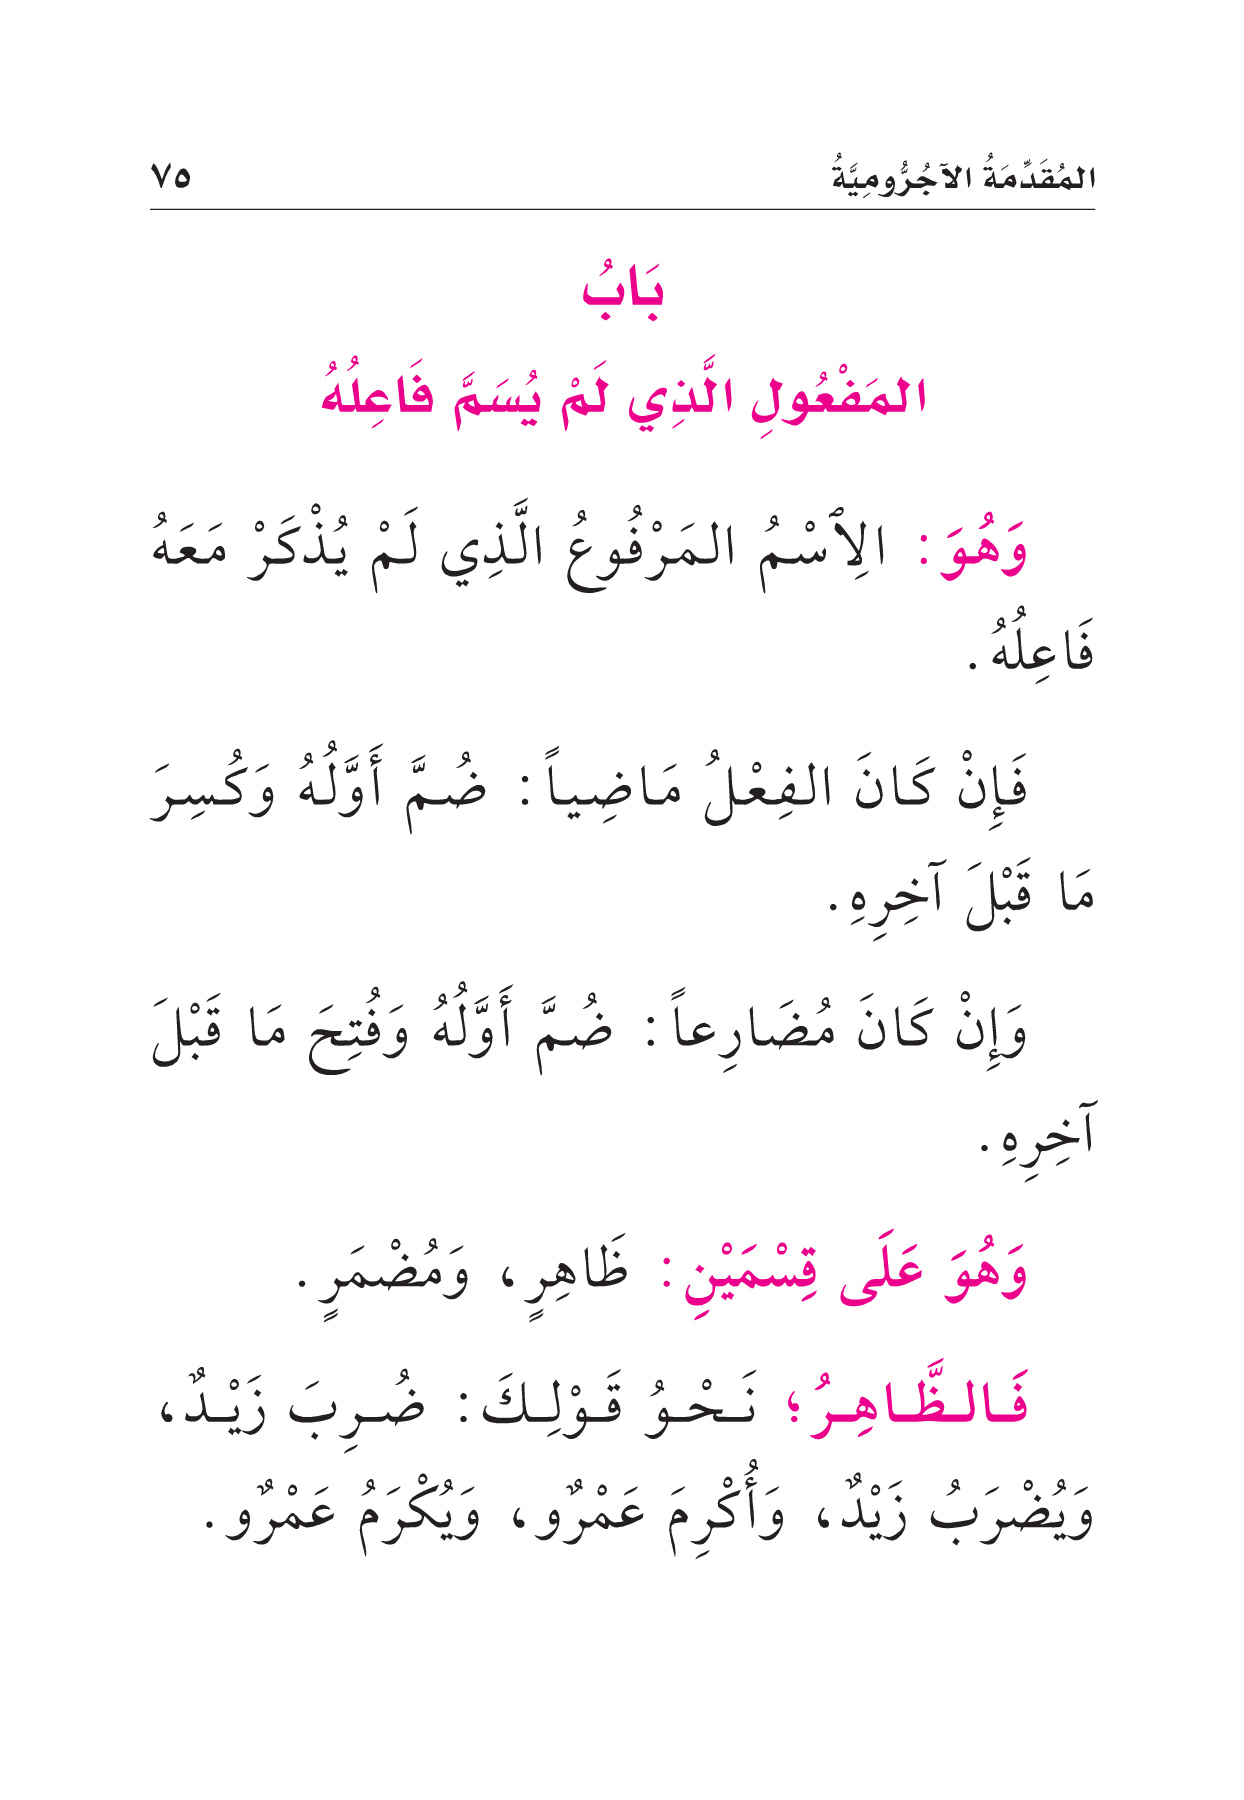 المُقَدِّمَةُ الآجُرُّومِيَّةُ ٧٥
بَابُ
المَفْعُولِ الَّذِي لَمْ يُسَمَّ فَاعِلُهُ
وَهُوَ: الِاسْمُ المَرْفُوعُ الَّذِي لَمْ يُذْكَرْ مَعَهُ
فَاعِلُهُ.
فَإِنْ كَانَ الفِعْلُ مَاضِياً: ضُمَّ أَوَّلُهُ وَكُسِرَ
مَا قَبْلَ آخِرِهِ.
وَإِنْ كَانَ مُضَارِعاً: ضُمَّ أَوَّلُهُ وَفُتِحَ مَا قَبْلَ
آخِرِهِ.
وَهُوَ عَلَى قِسْمَيْنِ: ظَاهِرٍ، وَمُضْمَرٍ.
فَالظَّاهِرُ؛ نَحْوُ قَوْلِكَ: ضُرِبَ زَيْدٌ،
وَيُضْرَبُ زَيْدٌ، وَأُكْرِمَ عَمْرٌو، وَيُكْرَمُ عَمْرٌو.